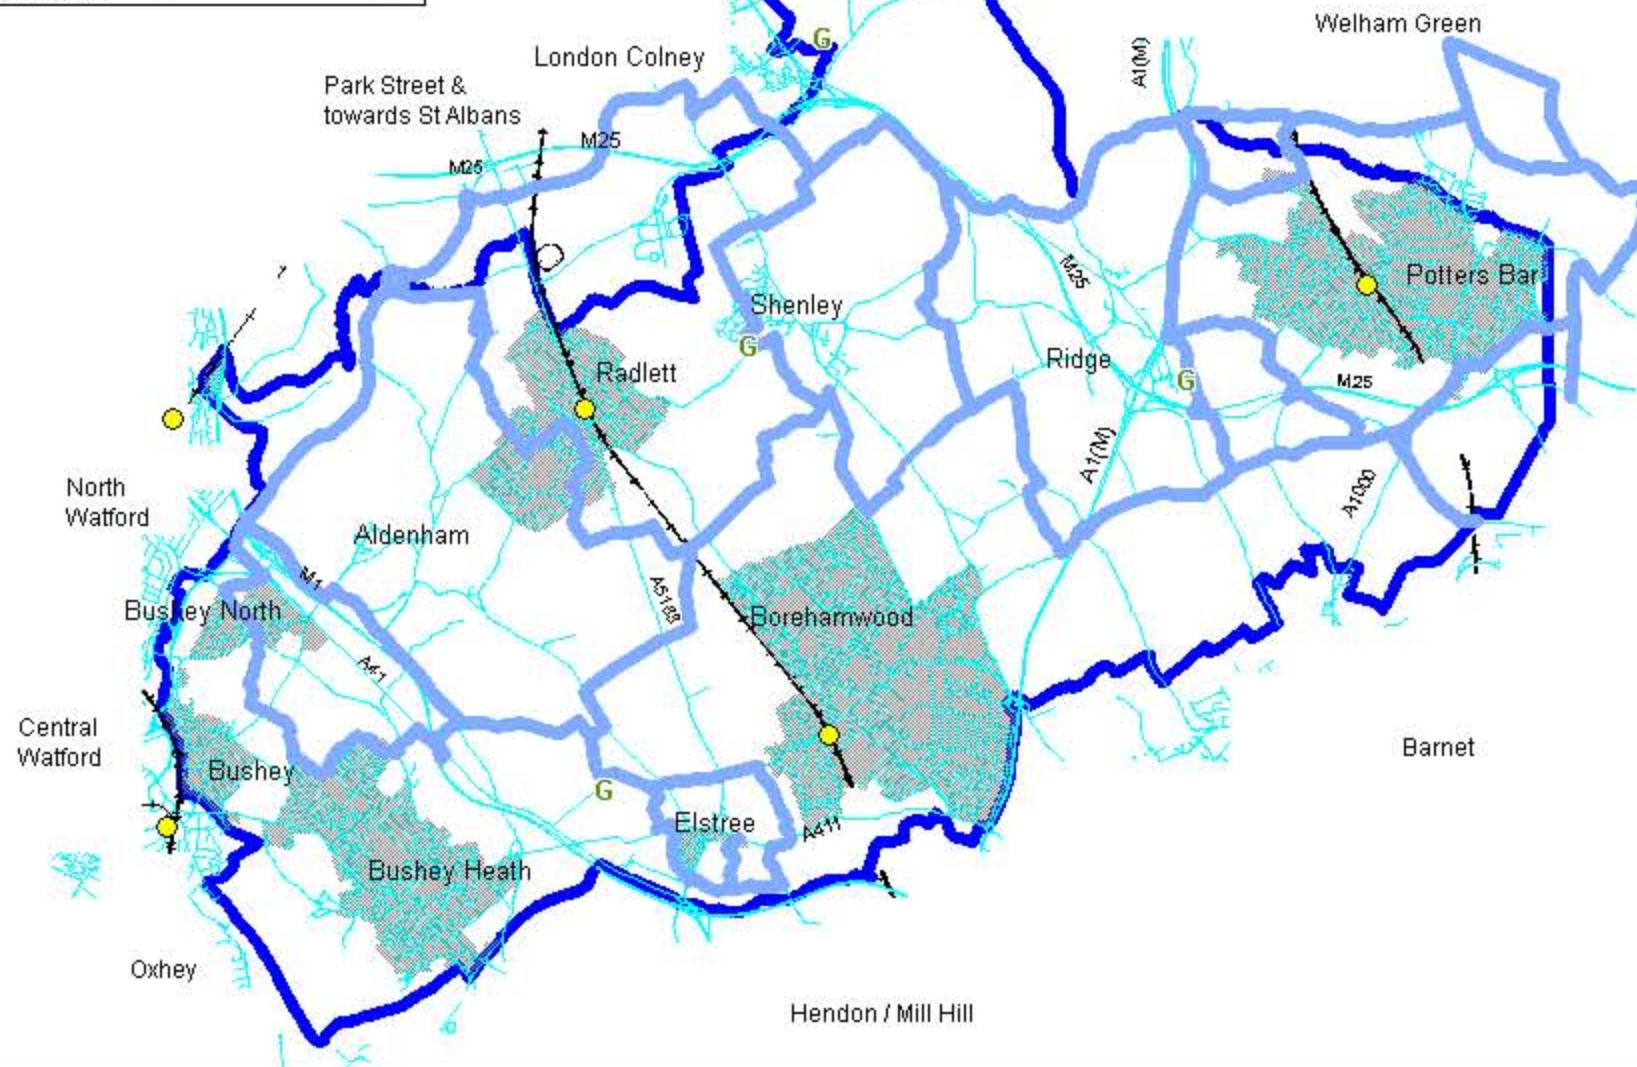 Welham Green
G
London Colney
A1(M)
Park Street &
towards St Albans
M25
M25
M25
Potters Bar
Shenley
G
Ridge
Radlett
G
M25
A1(M)
North
Watford
A1000
Aldenham
M1
A5183
Bushey North
Borehamwood
A41
Central
Watford
Barnet
Bushey
G
Elstree
A411
Bushey Heath
Oxhey
Hendon / Mill Hill